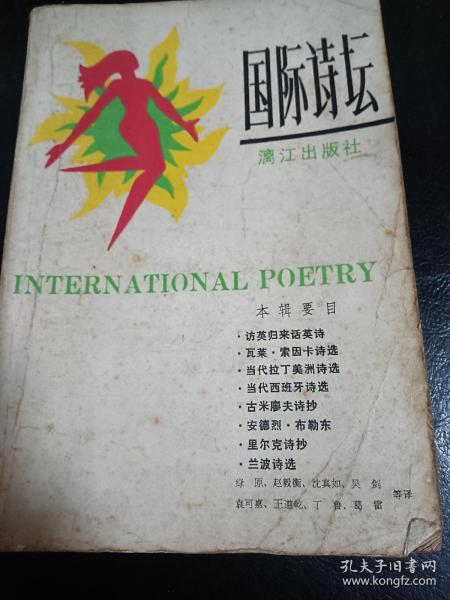 国际诗坛
漓江出版社
INTERNATIONAL POETRY
本辑要目
·访英归来话英诗
·瓦莱·索因卡诗选
·当代拉丁美洲诗选
·当代西班牙诗选
·古米廖夫诗抄
·安德烈·布勒东
·里尔克诗抄
·兰波诗选
绿原、赵毅衡、沈真如、吴剑
袁可嘉、王道乾、丁鲁、葛雷 等译
孔夫子旧书网
www.kongfz.com